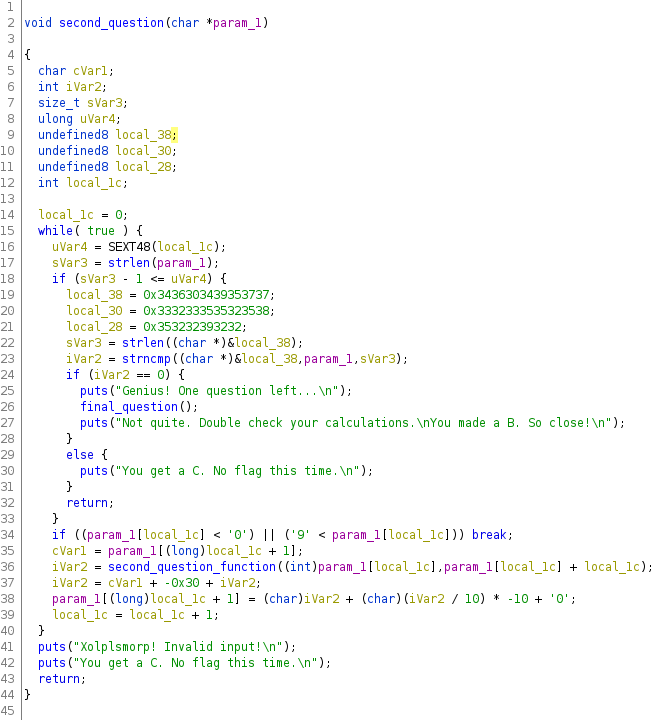 1
2 void second_question(char *param_1)
3
4 {
5 char cVar1;
6 int iVar2;
7 size_t sVar3;
8 ulong uVar4;
9 undefined8 local_38;
10 undefined8 local_30;
11 undefined8 local_28;
12 int local_1c;
13
14 local_1c = 0;
15 while( true ) {
16 uVar4 = SEXT48(local_1c);
17 sVar3 = strlen(param_1);
18 if (sVar3 - 1 <= uVar4) {
19 local_38 = 0x3436303439353737;
20 local_30 = 0x3332333535323538;
21 local_28 = 0x353232393232;
22 sVar3 = strlen((char *)&local_38);
23 iVar2 = strncmp((char *)&local_38,param_1,sVar3);
24 if (iVar2 == 0) {
25 puts("Genius! One question left...\n");
26 final_question();
27 puts("Not quite. Double check your calculations.\nYou made a B. So close!\n");
28 }
29 else {
30 puts("You get a C. No flag this time.\n");
31 }
32 return;
33 }
34 if ((param_1[local_1c] < '0') || ('9' < param_1[local_1c])) break;
35 cVar1 = param_1[(long)local_1c + 1];
36 iVar2 = second_question_function((int)param_1[local_1c],param_1[local_1c] + local_1c);
37 iVar2 = cVar1 + -0x30 + iVar2;
38 param_1[(long)local_1c + 1] = (char)iVar2 + (char)(iVar2 / 10) * -10 + '0';
39 local_1c = local_1c + 1;
40 }
41 puts("Xolplsmorp! Invalid input!\n");
42 puts("You get a C. No flag this time.\n");
43 return;
44 }
45